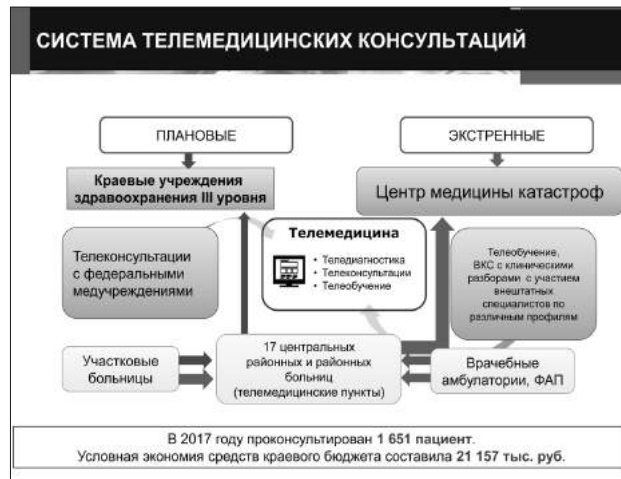 СИСТЕМА ТЕЛЕМЕДИЦИНСКИХ КОНСУЛЬТАЦИЙ
ПЛАНОВЫЕ
ЭКСТРЕННЫЕ
Краевые учреждения
здравоохранения III уровня
Центр медицины катастроф
Телеконсультации
с федеральными
медучреждениями
Телемедицина
• Теледиагностика
• Телеконсультации
• Телеобучение
Телеобучение,
ВКС с клиническими
разборами с участием
внештатных
специалистов по
различным профилям
Участковые
больницы
17 центральных
районных и районных
больниц
(телемедицинские пункты)
Врачебные
амбулатории, ФАП
В 2017 году проконсультирован 1 651 пациент.
Условная экономия средств краевого бюджета составила 21 157 тыс. руб.